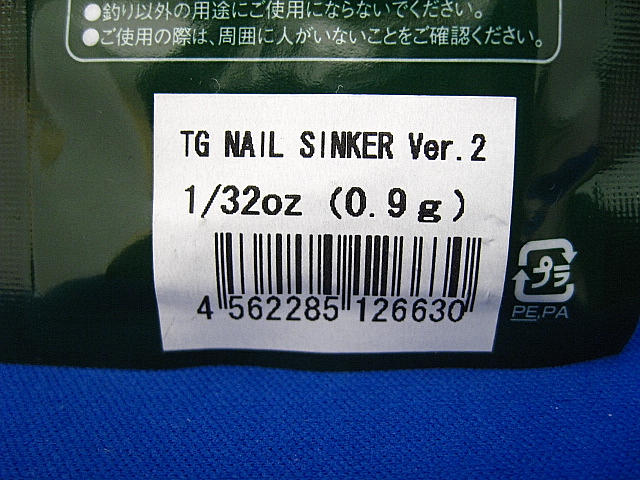 ●釣り以外の用途にご使用にならないでください。
●ご使用の際は、周囲に人がいないことをご確認ください。
TG NAIL SINKER Ver.2
1/32oz (0.9g)
4 562285 126630
プラ
PE,PA